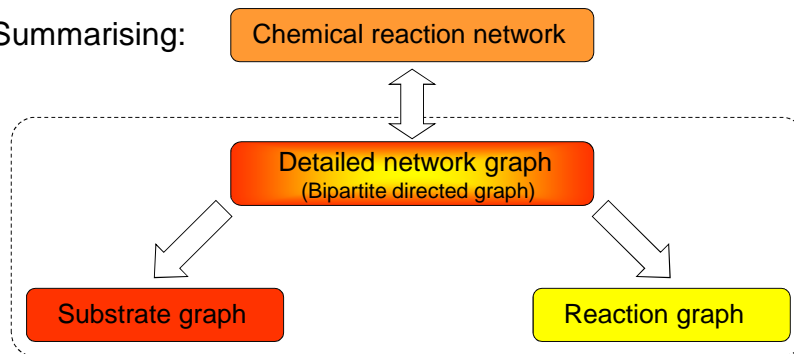 Summarising:
Chemical reaction network
Detailed network graph
(Bipartite directed graph)
Substrate graph
Reaction graph